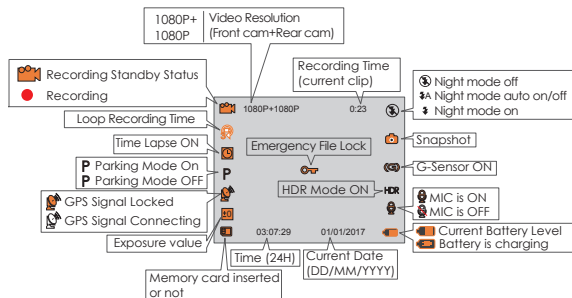 1080P+ Video Resolution
1080P (Front cam+Rear cam)
Recording Time
(current clip)
Recording Standby Status
Recording
Night mode off
A Night mode auto on/off
Night mode on
1080P+1080P
0:23
Loop Recording Time
Time Lapse ON
Emergency File Lock
Snapshot
G-Sensor ON
P Parking Mode On
P Parking Mode OFF
P
HDR Mode ON
HDR
GPS Signal Locked
GPS Signal Connecting
MIC is ON
MIC is OFF
Exposure value
±0
03:07:29
01/01/2017
Current Battery Level
Battery is charging
Time (24H)
Current Date
(DD/MM/YYYY)
Memory card inserted
or not